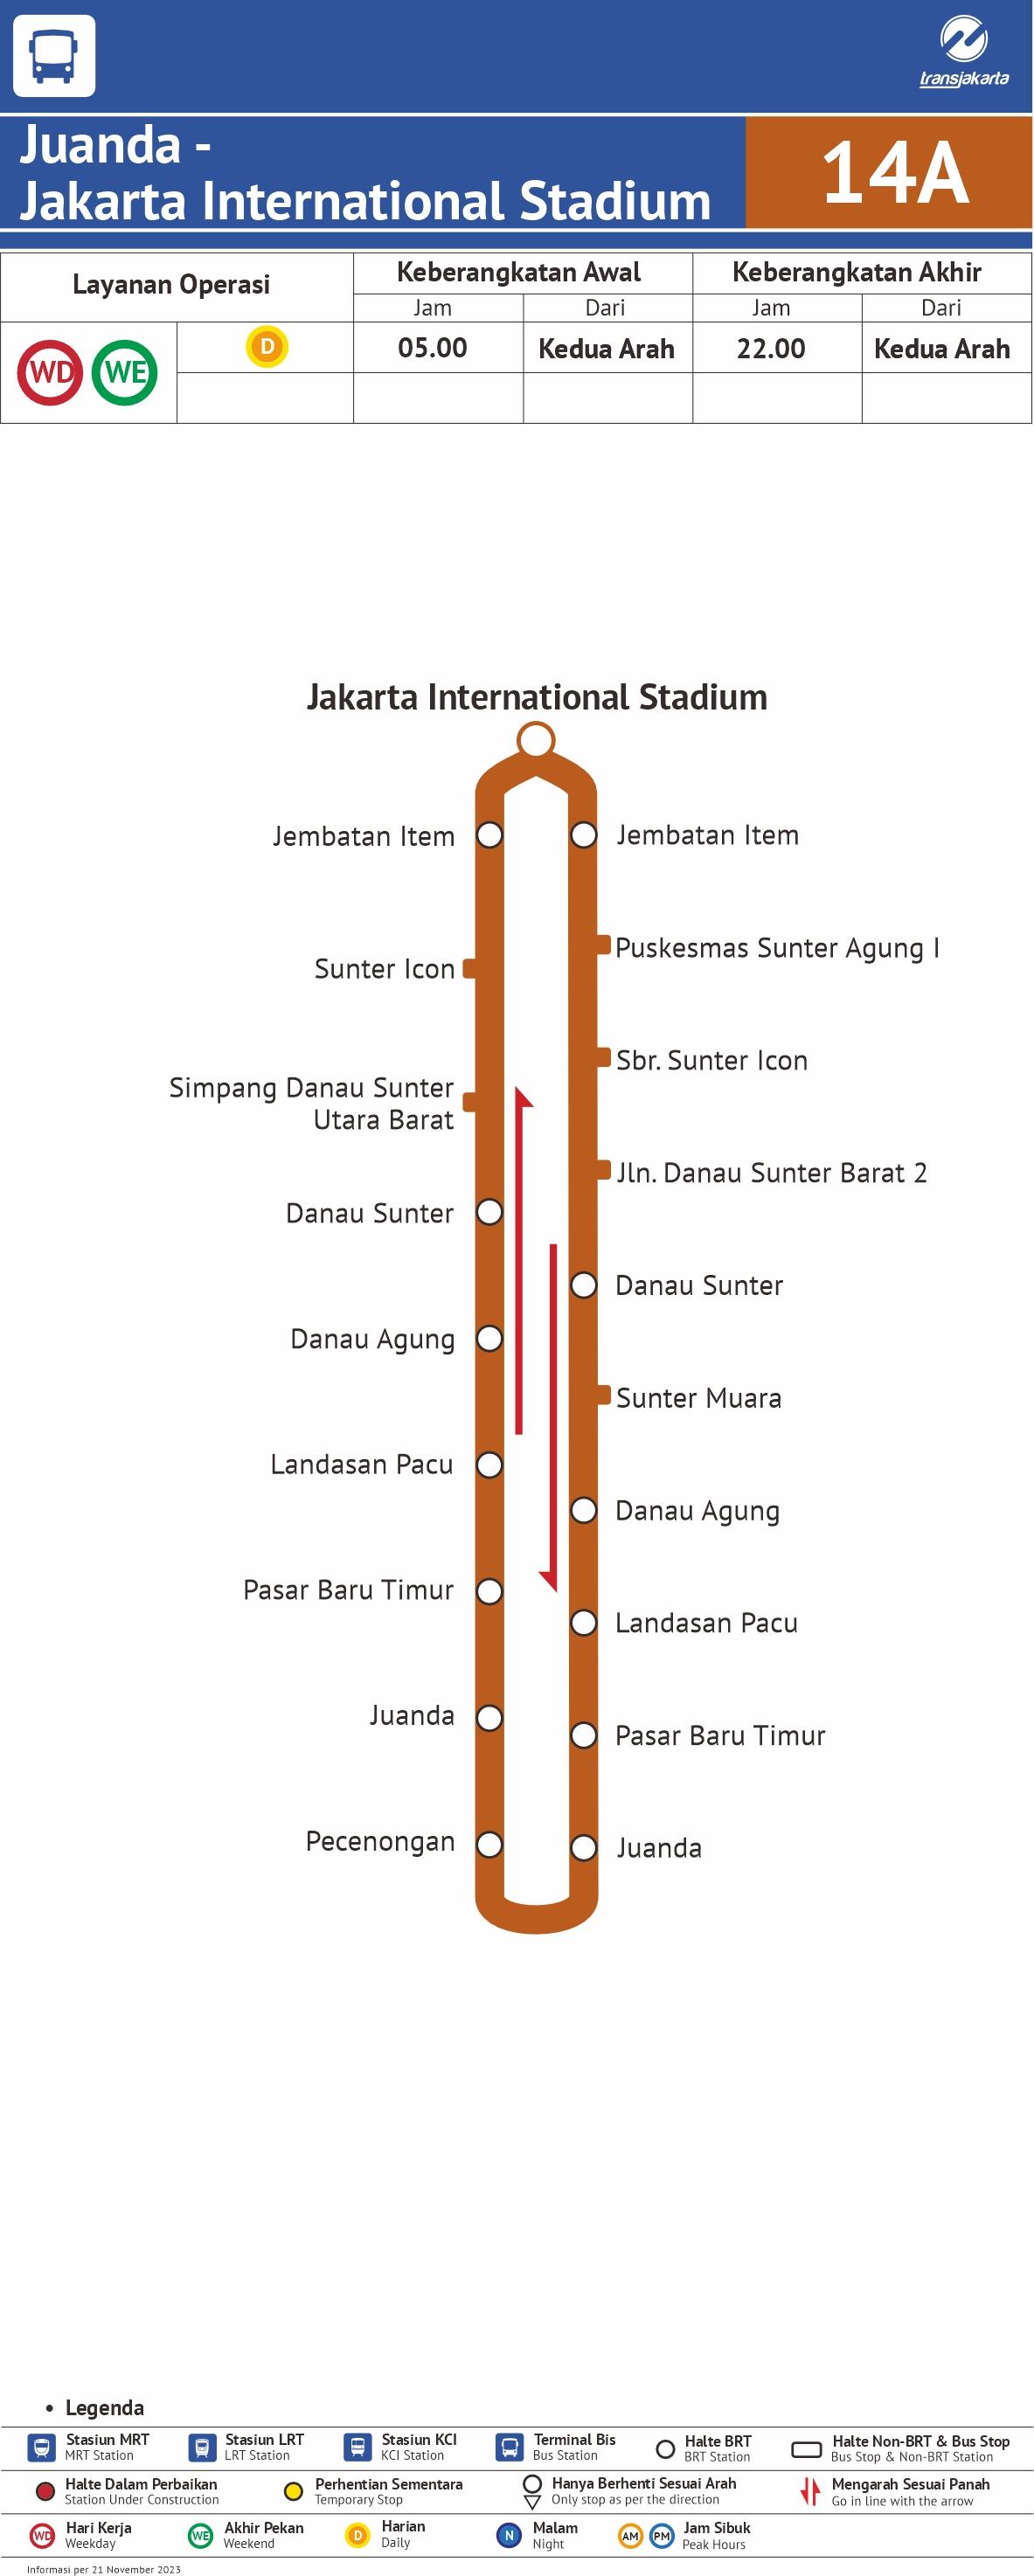 transjakarta
Juanda -
Jakarta International Stadium
14A
Layanan Operasi
Keberangkatan Awal
Keberangkatan Akhir
Jam
Dari
Jam
Dari
WD
WE
D
05.00
Kedua Arah
22.00
Kedua Arah
Jakarta International Stadium
Jembatan Item
Sunter Icon
Simpang Danau Sunter
Utara Barat
Danau Sunter
Danau Agung
Landasan Pacu
Pasar Baru Timur
Juanda
Pecenongan
Jembatan Item
Puskesmas Sunter Agung I
Sbr. Sunter Icon
Jln. Danau Sunter Barat 2
Danau Sunter
Sunter Muara
Danau Agung
Landasan Pacu
Pasar Baru Timur
Juanda
• Legenda
Stasiun MRT
MRT Station
Stasiun LRT
LRT Station
Stasiun KCI
KCI Station
Terminal Bis
Bus Station
Halte BRT
BRT Station
Halte Non-BRT & Bus Stop
Bus Stop & Non-BRT Station
Halte Dalam Perbaikan
Station Under Construction
Perhentian Sementara
Temporary Stop
Hanya Berhenti Sesuai Arah
Only stop as per the direction
Mengarah Sesuai Panah
Go in line with the arrow
WD
Hari Kerja
Weekday
WE
Akhir Pekan
Weekend
D
Harian
Daily
N
Malam
Night
AM
PM
Jam Sibuk
Peak Hours
Informasi per 21 November 2023